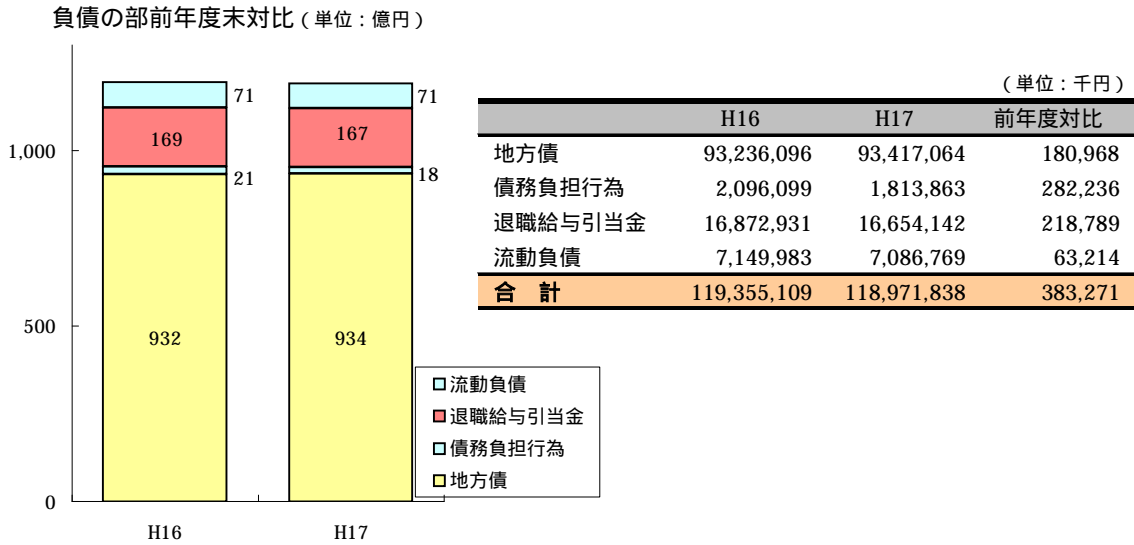 負債の部前年度末対比（単位：億円）
1,000
500
0
71
169
21
932
H16
71
167
18
934
H17
流動負債
退職給与引当金
債務負担行為
地方債
（単位：千円）
H16 H17 前年度対比
地方債 93,236,096 93,417,064 180,968
債務負担行為 2,096,099 1,813,863 282,236
退職給与引当金 16,872,931 16,654,142 218,789
流動負債 7,149,983 7,086,769 63,214
合　計 119,355,109 118,971,838 383,271